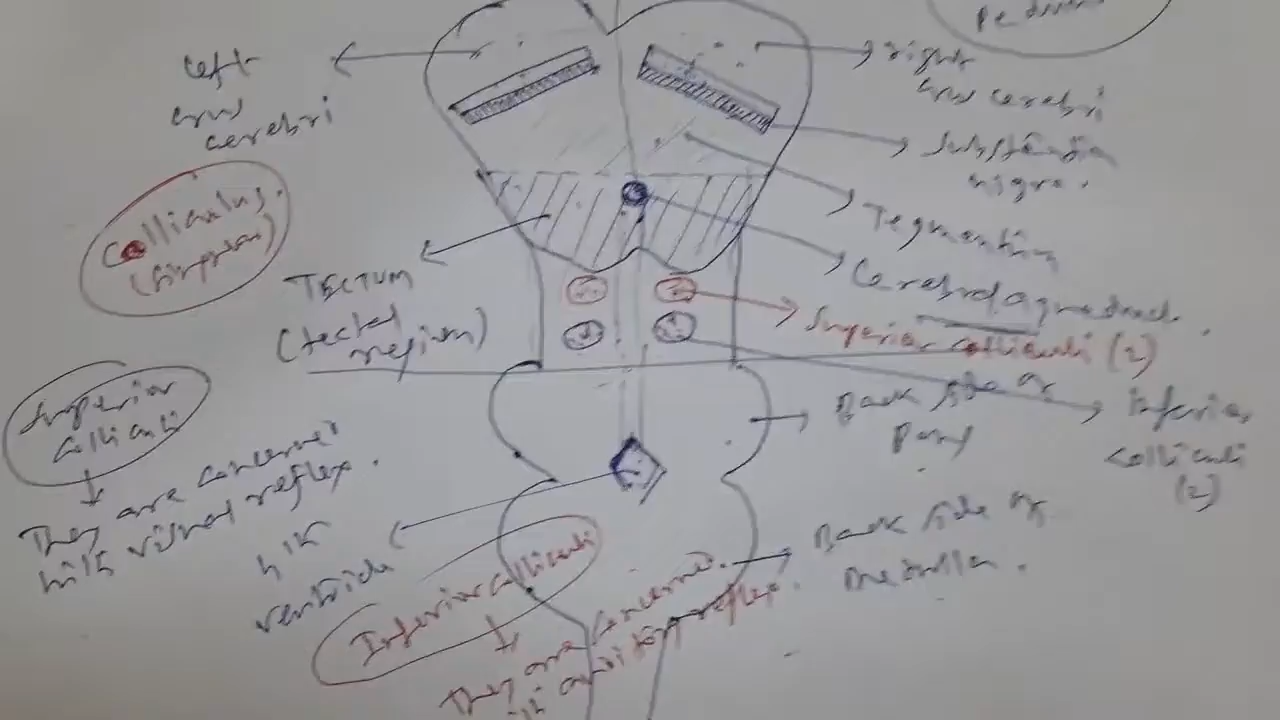 left
crus
cerebri
right
crus cerebri
Substantia
nigra.
Colliculus.
(Singular)
Tegmentum
Cerebral aqueduct.
TECTUM
(tectal
region)
Superior colliculi (2)
Inferior
colliculi
(2)
Superior
Colliculi
They are concerned
with visual reflex.
Back side of
Pons
4th
ventricle
Back side of
medulla.
Inferior colliculi
They are concerned
auditory reflex.